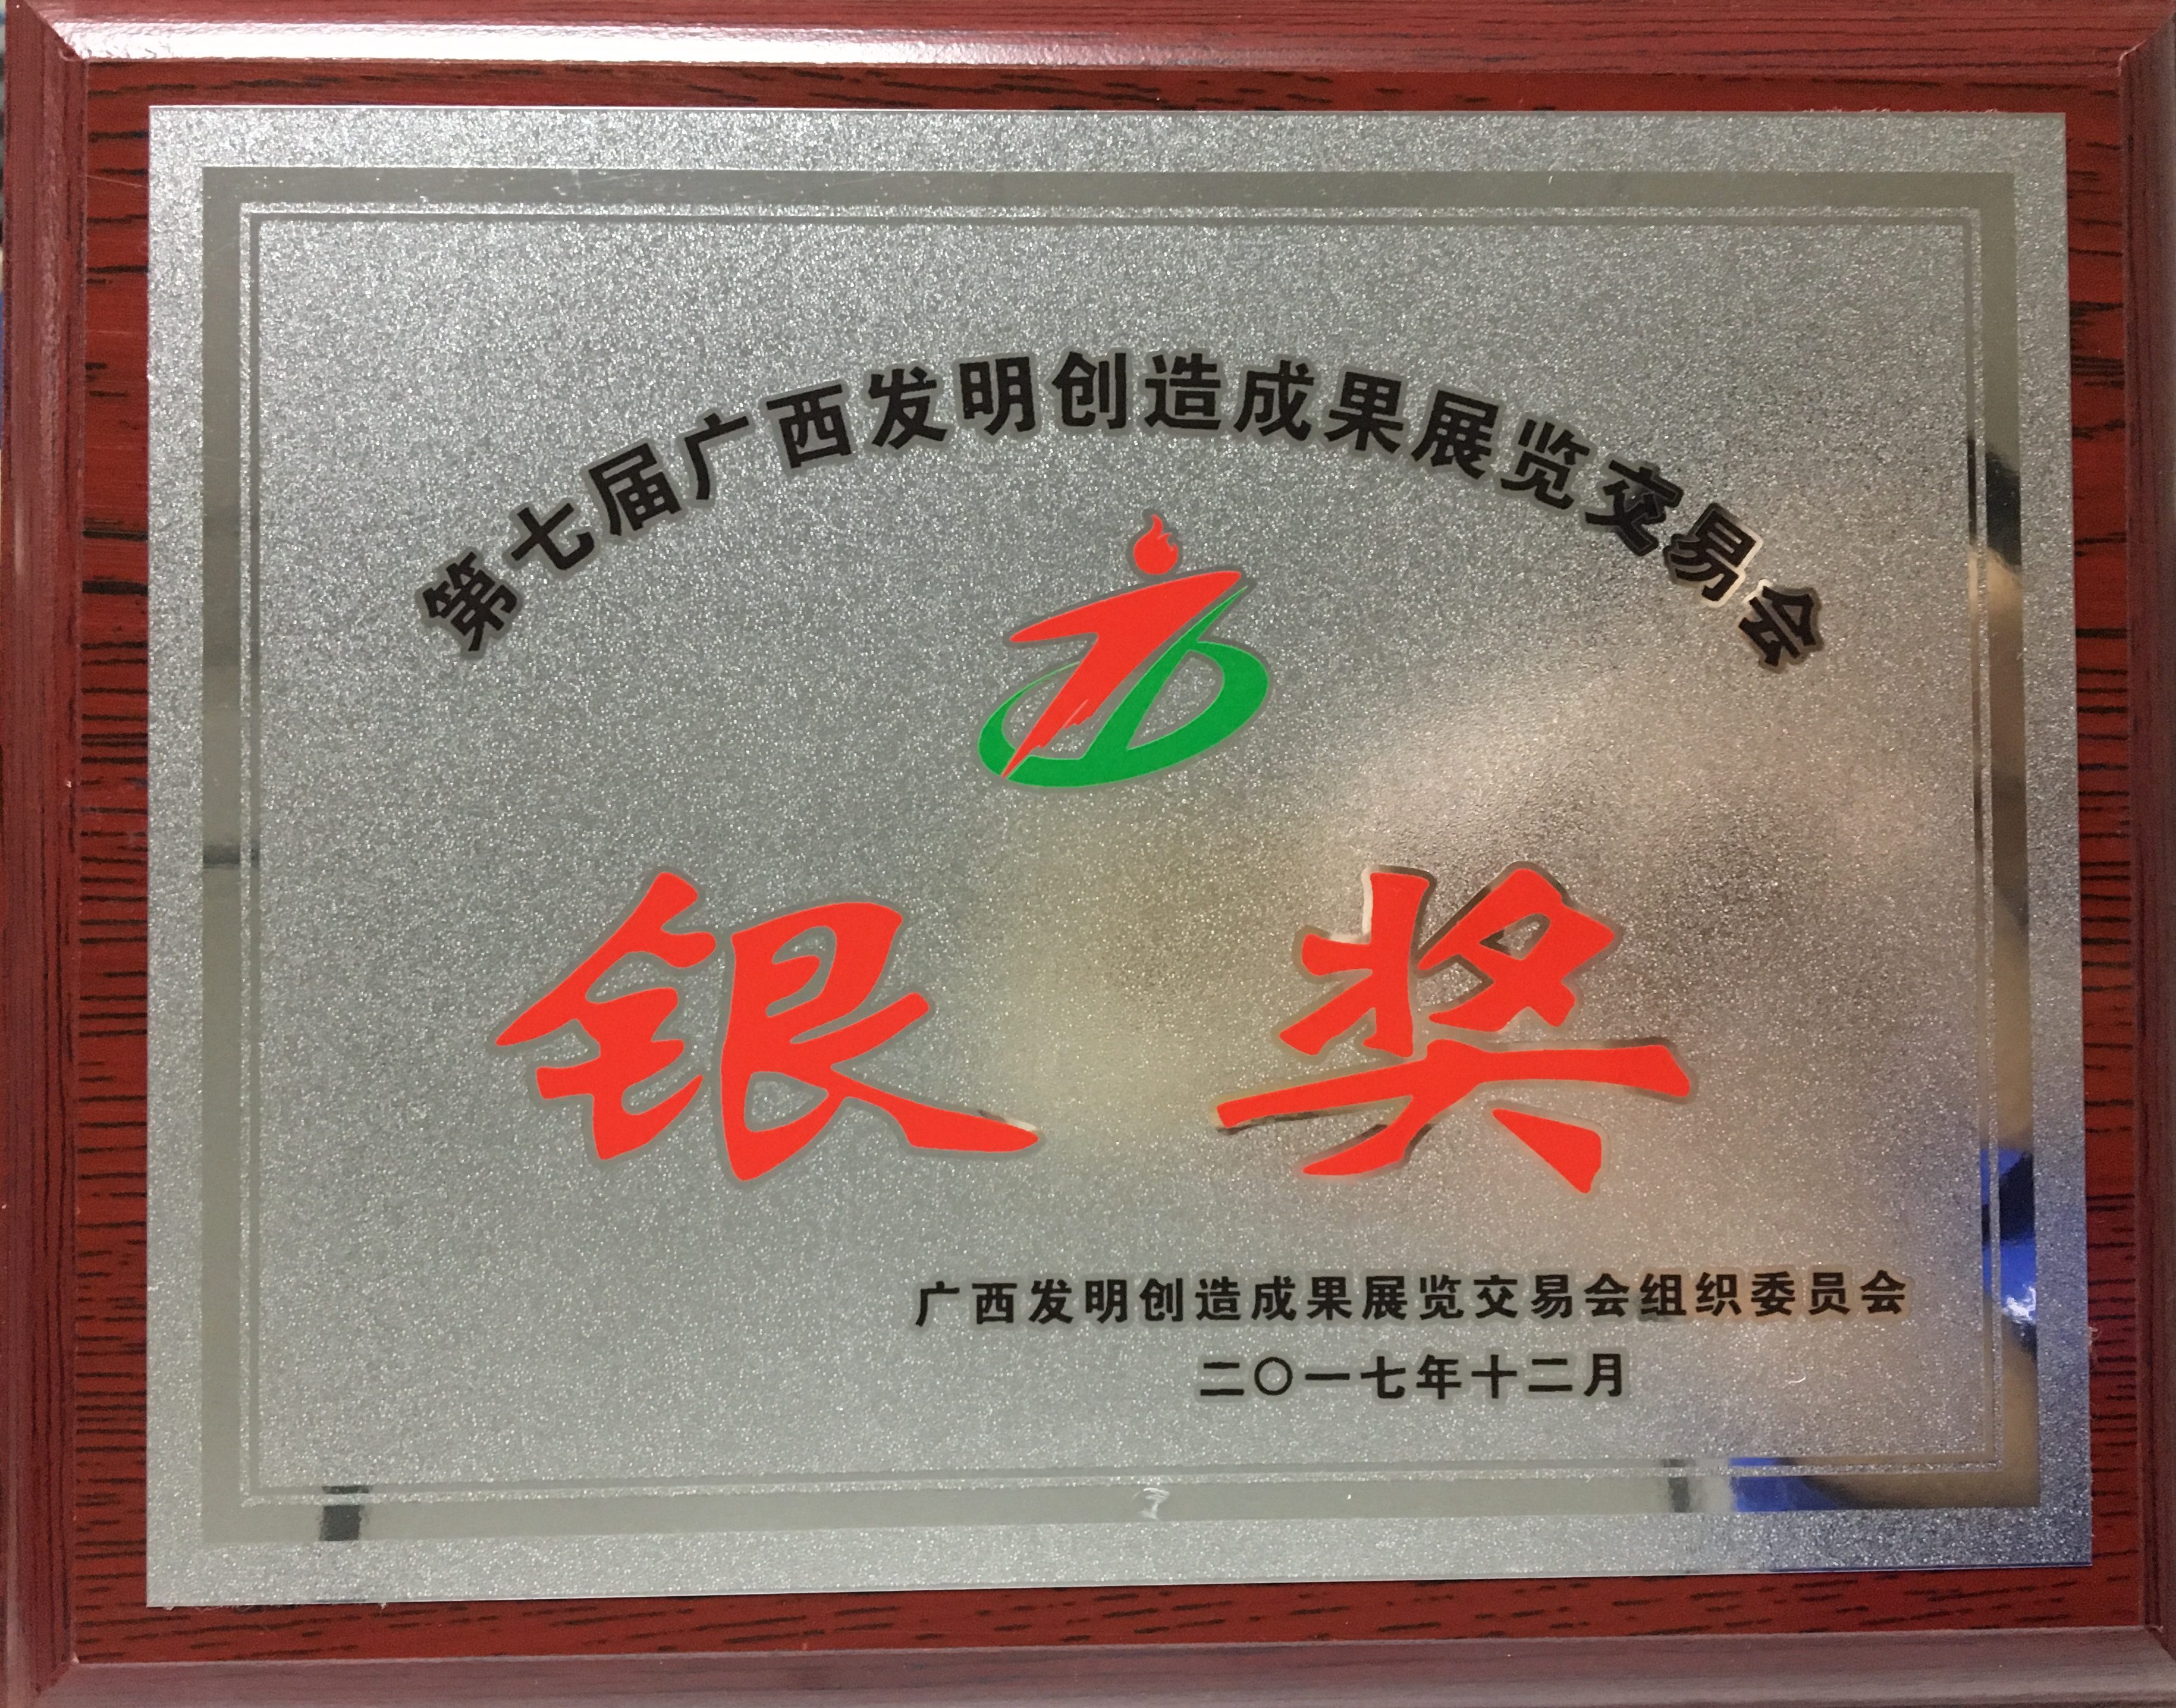 第七届广西发明创造成果展览交易会
银奖
广西发明创造成果展览交易会组织委员会
二〇一七年十二月